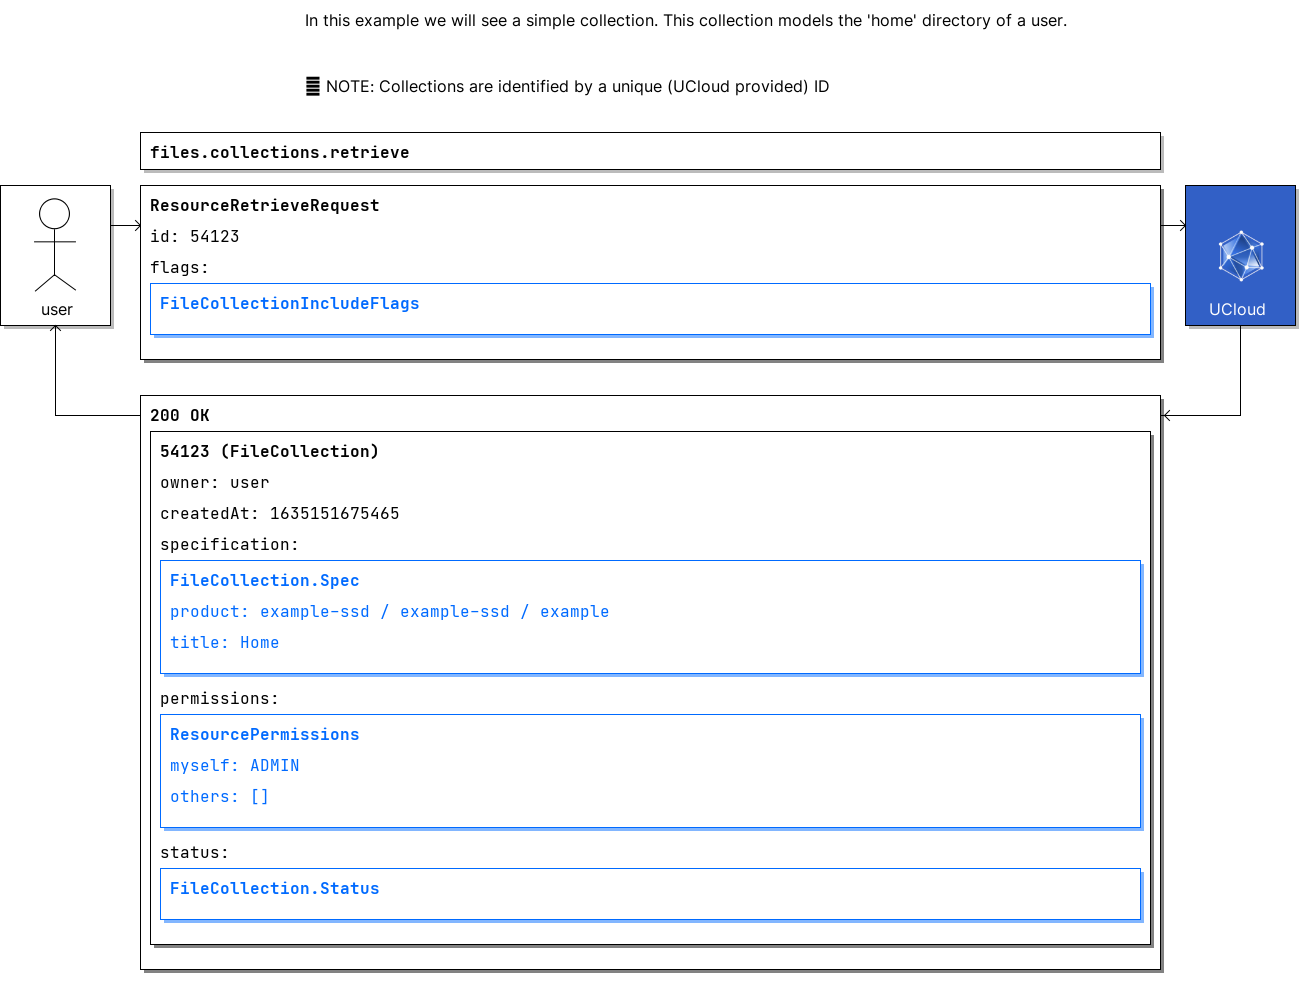 In this example we will see a simple collection. This collection models the 'home' directory of a user.
NOTE: Collections are identified by a unique (UCloud provided) ID
files.collections.retrieve
ResourceRetrieveRequest
id: 54123
flags:
FileCollectionIncludeFlags
user
UCloud
200 OK
54123 (FileCollection)
owner: user
createdAt: 1635151675465
specification:
FileCollection.Spec
product: example-ssd / example-ssd / example
title: Home
permissions:
ResourcePermissions
myself: ADMIN
others: []
status:
FileCollection.Status